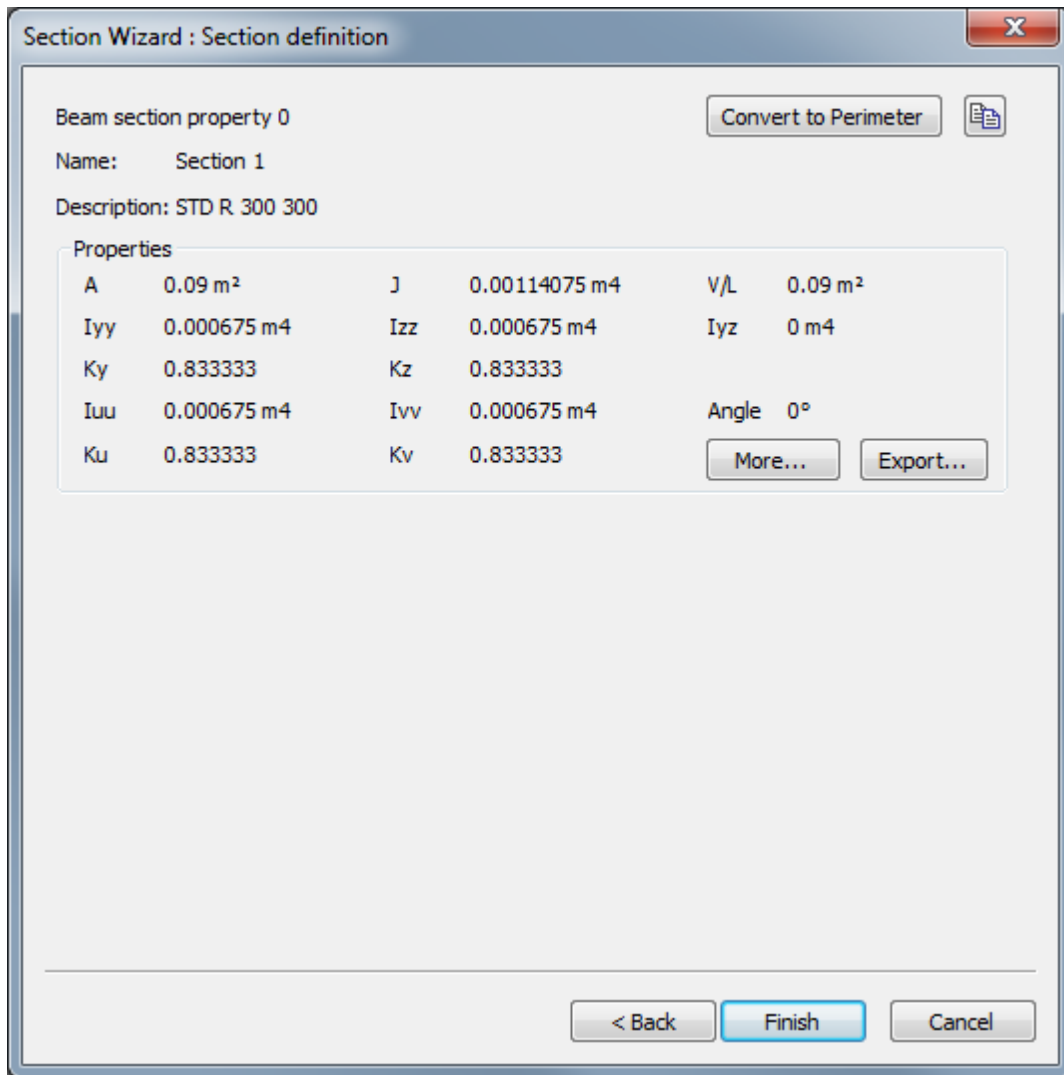 Section Wizard : Section definition
Beam section property 0
Convert to Perimeter
Name: Section 1
Description: STD R 300 300
Properties
A 0.09 m² J 0.00114075 m4 V/L 0.09 m²
Iyy 0.000675 m4 Izz 0.000675 m4 Iyz 0 m4
Ky 0.833333 Kz 0.833333
Iuu 0.000675 m4 Ivv 0.000675 m4 Angle 0°
Ku 0.833333 Kv 0.833333 More... Export...
< Back Finish Cancel